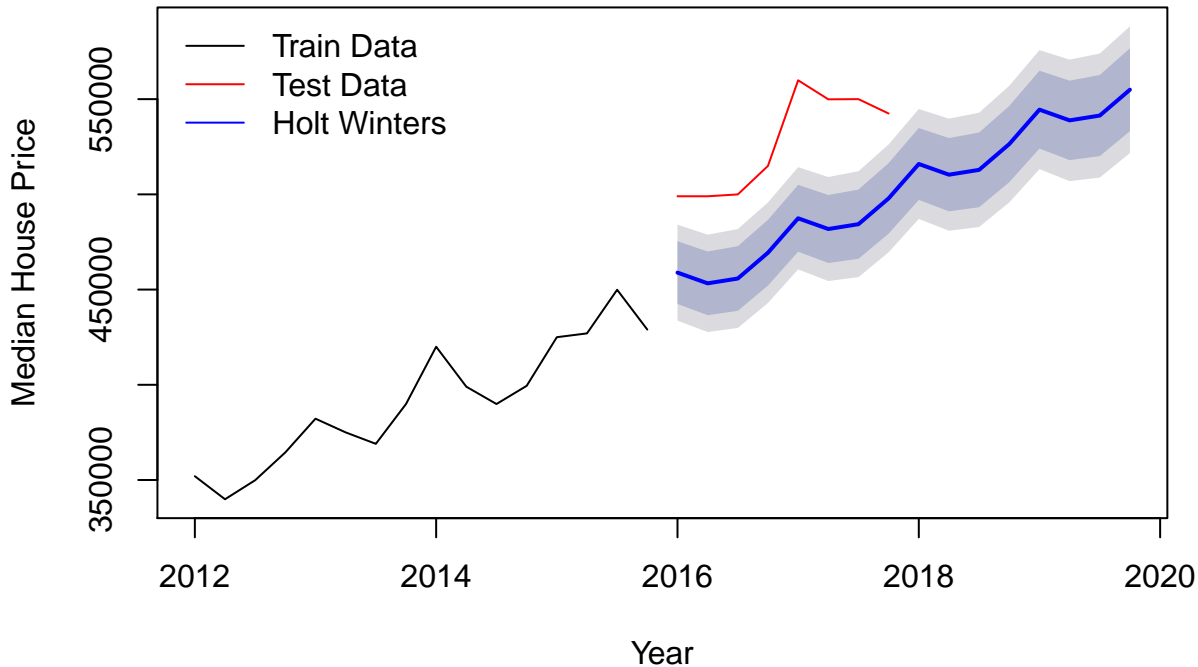 Train Data
Test Data
Holt Winters
Median House Price
550000
450000
350000
2012 2014 2016 2018 2020
Year